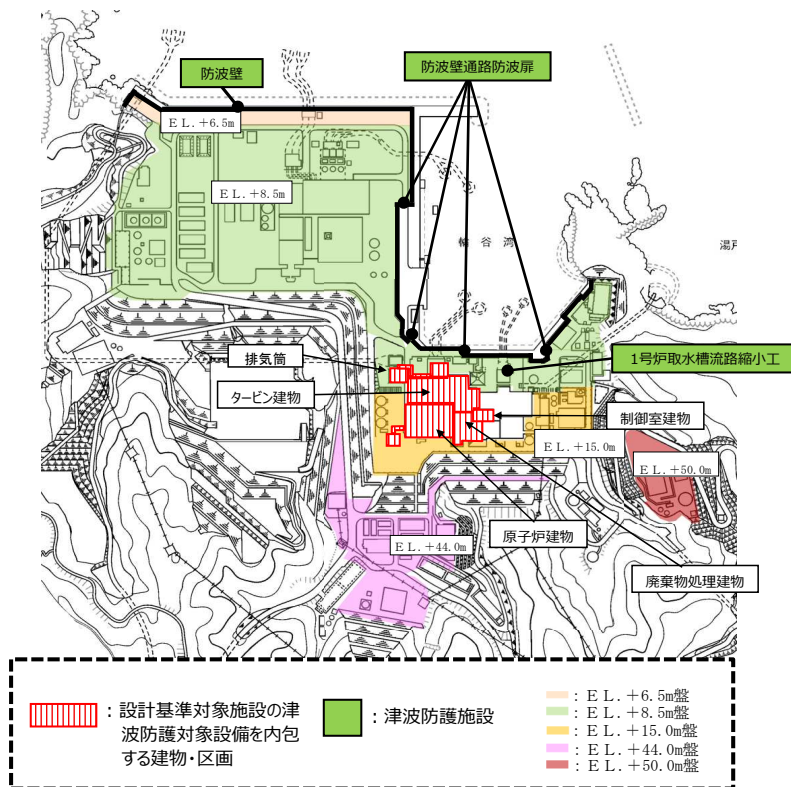 防波壁
防波壁通路防波扉
EL.+6.5m
EL.+8.5m
輪谷湾
湯戸
排気筒
1号炉取水槽流路縮小工
タービン建物
制御室建物
EL.+15.0m
EL.+50.0m
原子炉建物
EL.+44.0m
廃棄物処理建物
：設計基準対象施設の津
波防護対象設備を内包
する建物・区画
：津波防護施設
：EL.+6.5m盤
：EL.+8.5m盤
：EL.+15.0m盤
：EL.+44.0m盤
：EL.+50.0m盤